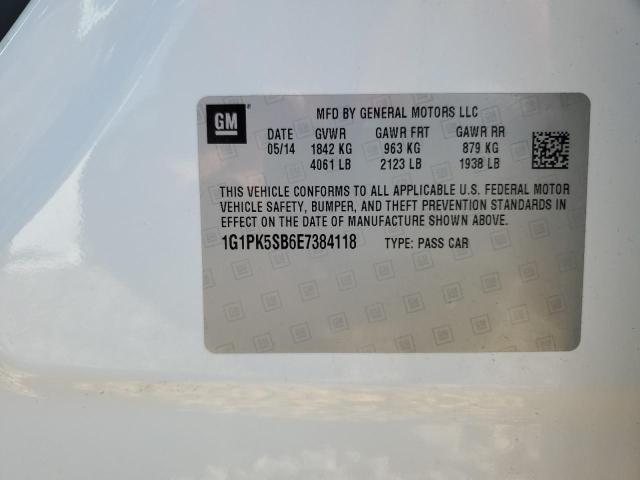 GM
MFD BY GENERAL MOTORS LLC
DATE GVWR GAWR FRT GAWR RR
05/14 1842 KG 963 KG 879 KG
4061 LB 2123 LB 1938 LB
THIS VEHICLE CONFORMS TO ALL APPLICABLE U.S. FEDERAL MOTOR
VEHICLE SAFETY, BUMPER, AND THEFT PREVENTION STANDARDS IN
EFFECT ON THE DATE OF MANUFACTURE SHOWN ABOVE.
1G1PK5SB6E7384118 TYPE: PASS CAR